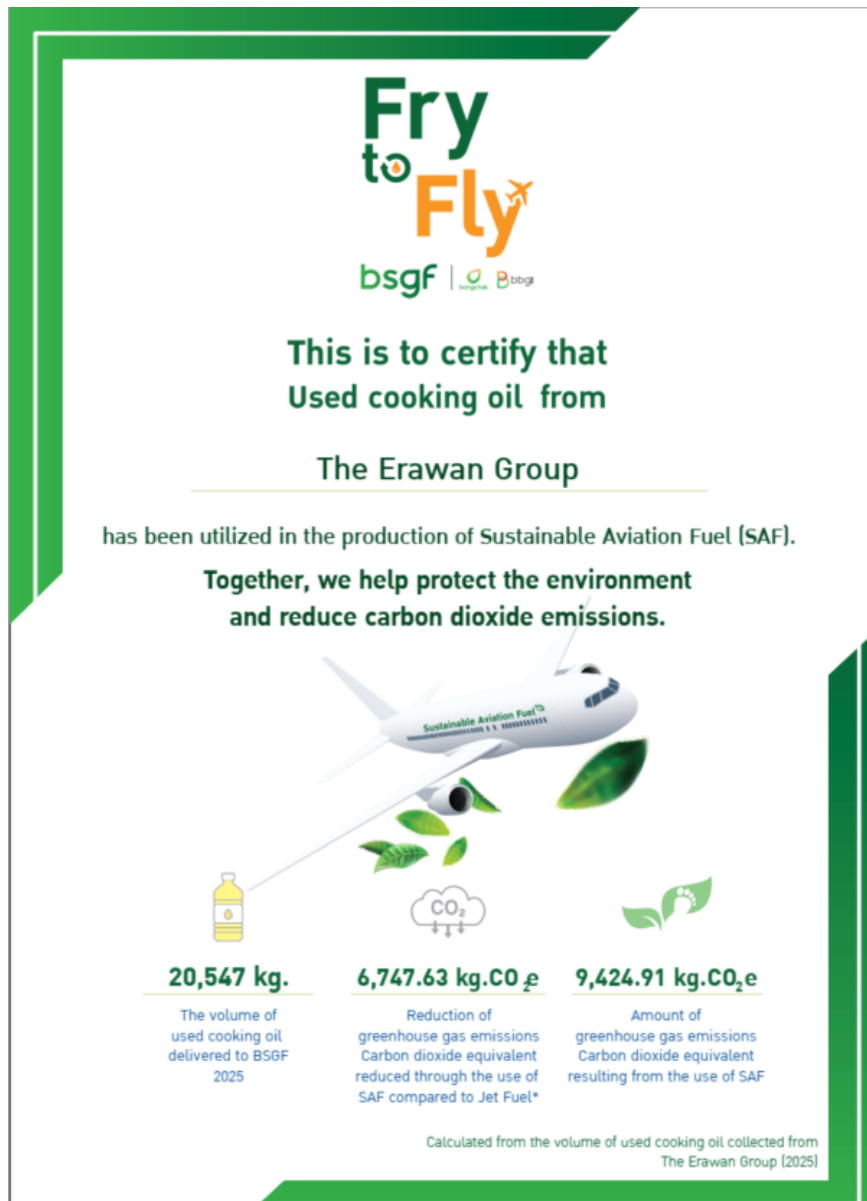 Fry
to
Fly
bsgf | bangchak bbgi
This is to certify that
Used cooking oil from
The Erawan Group
has been utilized in the production of Sustainable Aviation Fuel (SAF).
Together, we help protect the environment
and reduce carbon dioxide emissions.
Sustainable Aviation Fuel
CO₂
20,547 kg.
The volume of
used cooking oil
delivered to BSGF
2025
6,747.63 kg.CO₂e
Reduction of
greenhouse gas emissions
Carbon dioxide equivalent
reduced through the use of
SAF compared to Jet Fuel*
9,424.91 kg.CO₂e
Amount of
greenhouse gas emissions
Carbon dioxide equivalent
resulting from the use of SAF
Calculated from the volume of used cooking oil collected from
The Erawan Group (2025)